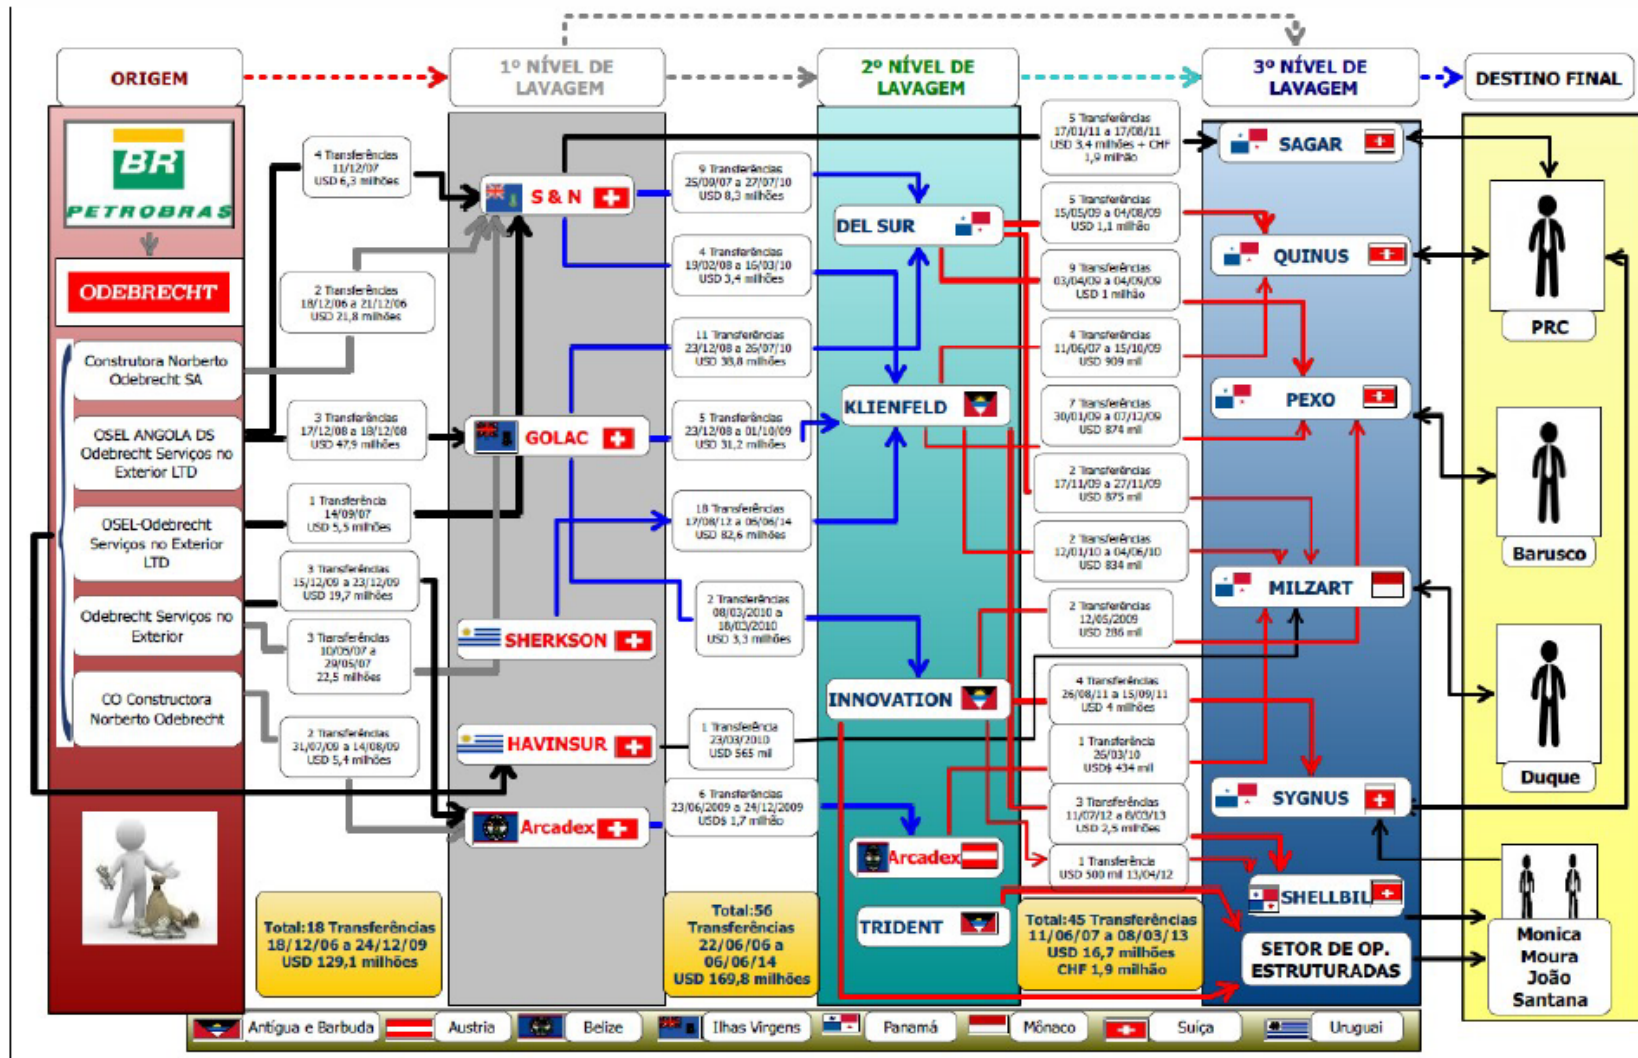 ORIGEM
1º NÍVEL DE
LAVAGEM
2º NÍVEL DE
LAVAGEM
3º NÍVEL DE
LAVAGEM
DESTINO FINAL
BR
PETROBRAS
ODEBRECHT
Construtora Norberto
Odebrecht SA
OSEL ANGOLA DS
Odebrecht Serviços no
Exterior LTD
OSEL-Odebrecht
Serviços no Exterior
LTD
Odebrecht Serviços no
Exterior
CO Constructora
Norberto Odebrecht
4 Transferências
11/12/07
USD 6,3 milhões
2 Transferências
18/12/06 a 21/12/06
USD 21,8 milhões
3 Transferências
17/12/08 a 18/12/08
USD 47,9 milhões
1 Transferência
14/09/07
USD 5,5 milhões
3 Transferências
15/12/09 a 23/12/09
USD 19,7 milhões
3 Transferências
10/05/07 a
29/05/07
22,5 milhões
2 Transferências
31/07/09 a 14/08/09
USD 5,4 milhões
Total:18 Transferências
18/12/06 a 24/12/09
USD 129,1 milhões
S & N
GOLAC
SHERKSON
HAVINSUR
Arcadex
9 Transferências
25/09/07 a 27/07/10
USD 8,3 milhões
4 Transferências
19/02/08 a 16/03/10
USD 3,4 milhões
11 Transferências
23/12/08 a 26/07/10
USD 38,8 milhões
5 Transferências
23/12/08 a 01/10/09
USD 31,2 milhões
18 Transferências
17/08/12 a 06/06/14
USD 82,6 milhões
2 Transferências
08/03/2010 a
18/03/2010
USD 3,3 milhões
1 Transferência
23/03/2010
USD 565 mil
6 Transferências
23/06/2009 a 24/12/2009
USD$ 1,7 milhão
Total:56
Transferências
22/06/06 a
06/06/14
USD 169,8 milhões
DEL SUR
KLIENFELD
INNOVATION
Arcadex
TRIDENT
5 Transferências
17/01/11 a 17/08/11
USD 3,4 milhões + CHF
1,9 milhão
5 Transferências
15/05/09 a 04/08/09
USD 1,1 milhão
9 Transferências
03/04/09 a 04/09/09
USD 1 milhão
4 Transferências
11/06/07 a 15/10/09
USD 909 mil
7 Transferências
30/01/09 a 07/12/09
USD 874 mil
2 Transferências
17/11/09 a 27/11/09
USD 875 mil
2 Transferências
12/01/10 a 04/06/10
USD 834 mil
2 Transferências
12/05/2009
USD 286 mil
4 Transferências
26/08/11 a 15/09/11
USD 4 milhões
1 Transferência
26/03/10
USD$ 434 mil
3 Transferências
11/07/12 a 8/03/13
USD 2,5 milhões
1 Transferência
USD 500 mil 13/04/12
Total:45 Transferências
11/06/07 a 08/03/13
USD 16,7 milhões
CHF 1,9 milhão
SAGAR
QUINUS
PEXO
MILZART
SYGNUS
SHELLBIL
SETOR DE OP.
ESTRUTURADAS
PRC
Barusco
Duque
Monica
Moura
João
Santana
Antígua e Barbuda
Austria
Belize
Ilhas Virgens
Panamá
Mônaco
Suíça
Uruguai